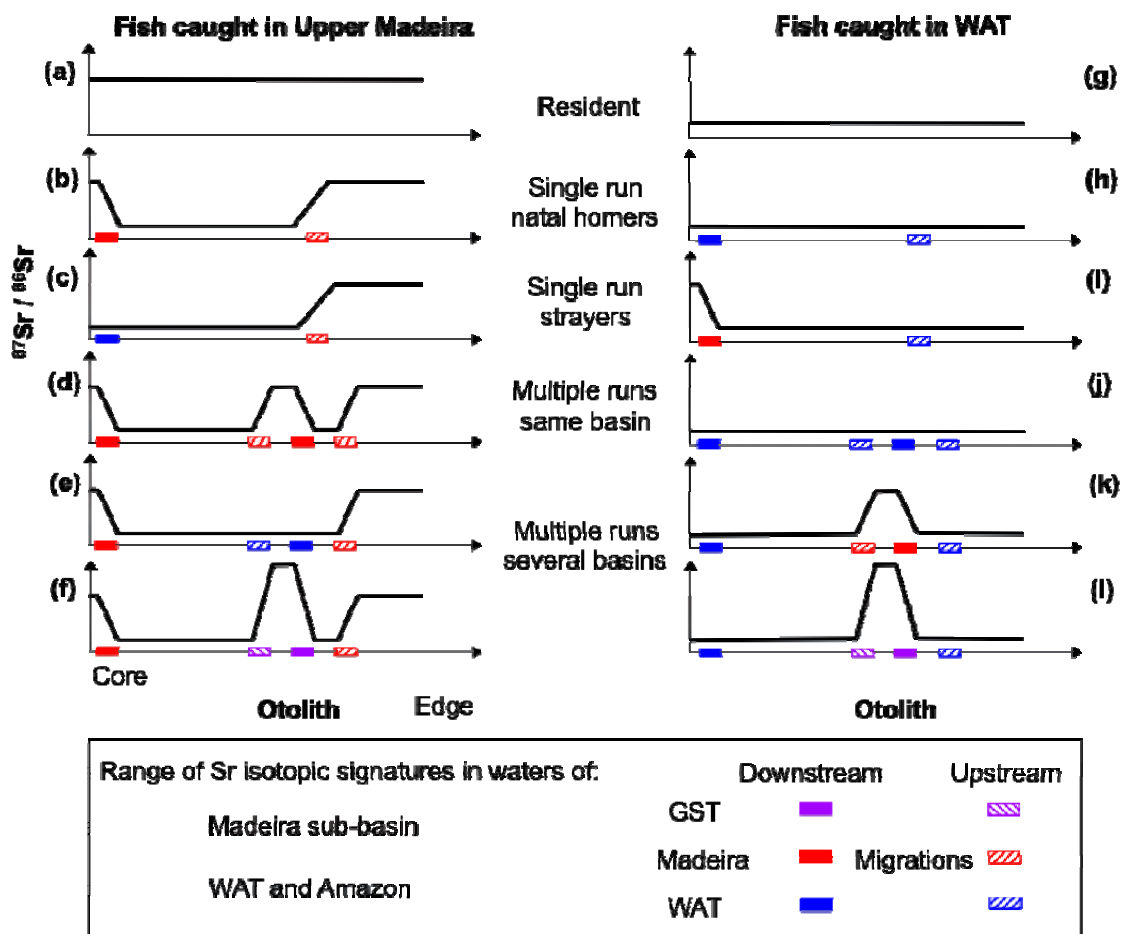 Fish caught in Upper Madeira
Fish caught in WAT
(a)
Resident
(g)
(b)
Single run
natal homers
(h)
(c)
Single run
strayers
(I)
87Sr / 86Sr
(d)
Multiple runs
same basin
(j)
(e)
Multiple runs
several basins
(k)
(f)
(l)
Core
Edge
Otolith
Otolith
Range of Sr isotopic signatures in waters of:
Downstream
Upstream
Madeira sub-basin
GST
Madeira
Migrations
WAT and Amazon
WAT